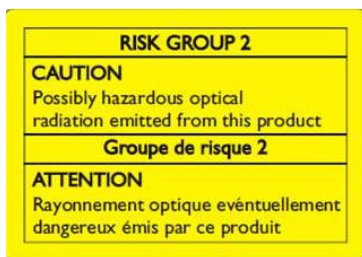 RISK GROUP 2
CAUTION
Possibly hazardous optical
radiation emitted from this product
Groupe de risque 2
ATTENTION
Rayonnement optique evéntuellement
dangereux émis par ce produit